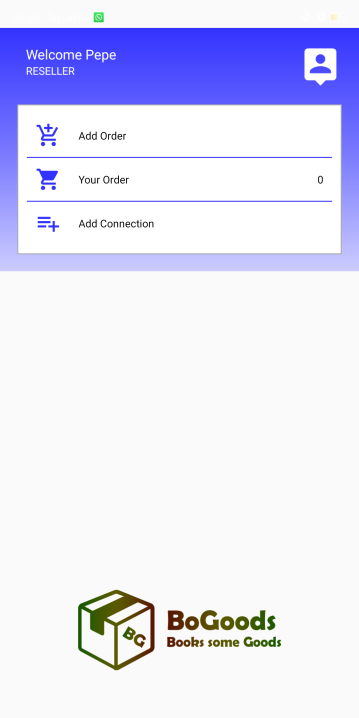 Welcome Pepe
RESELLER
Add Order
Your Order 0
Add Connection
BG
BoGoods
Books some Goods